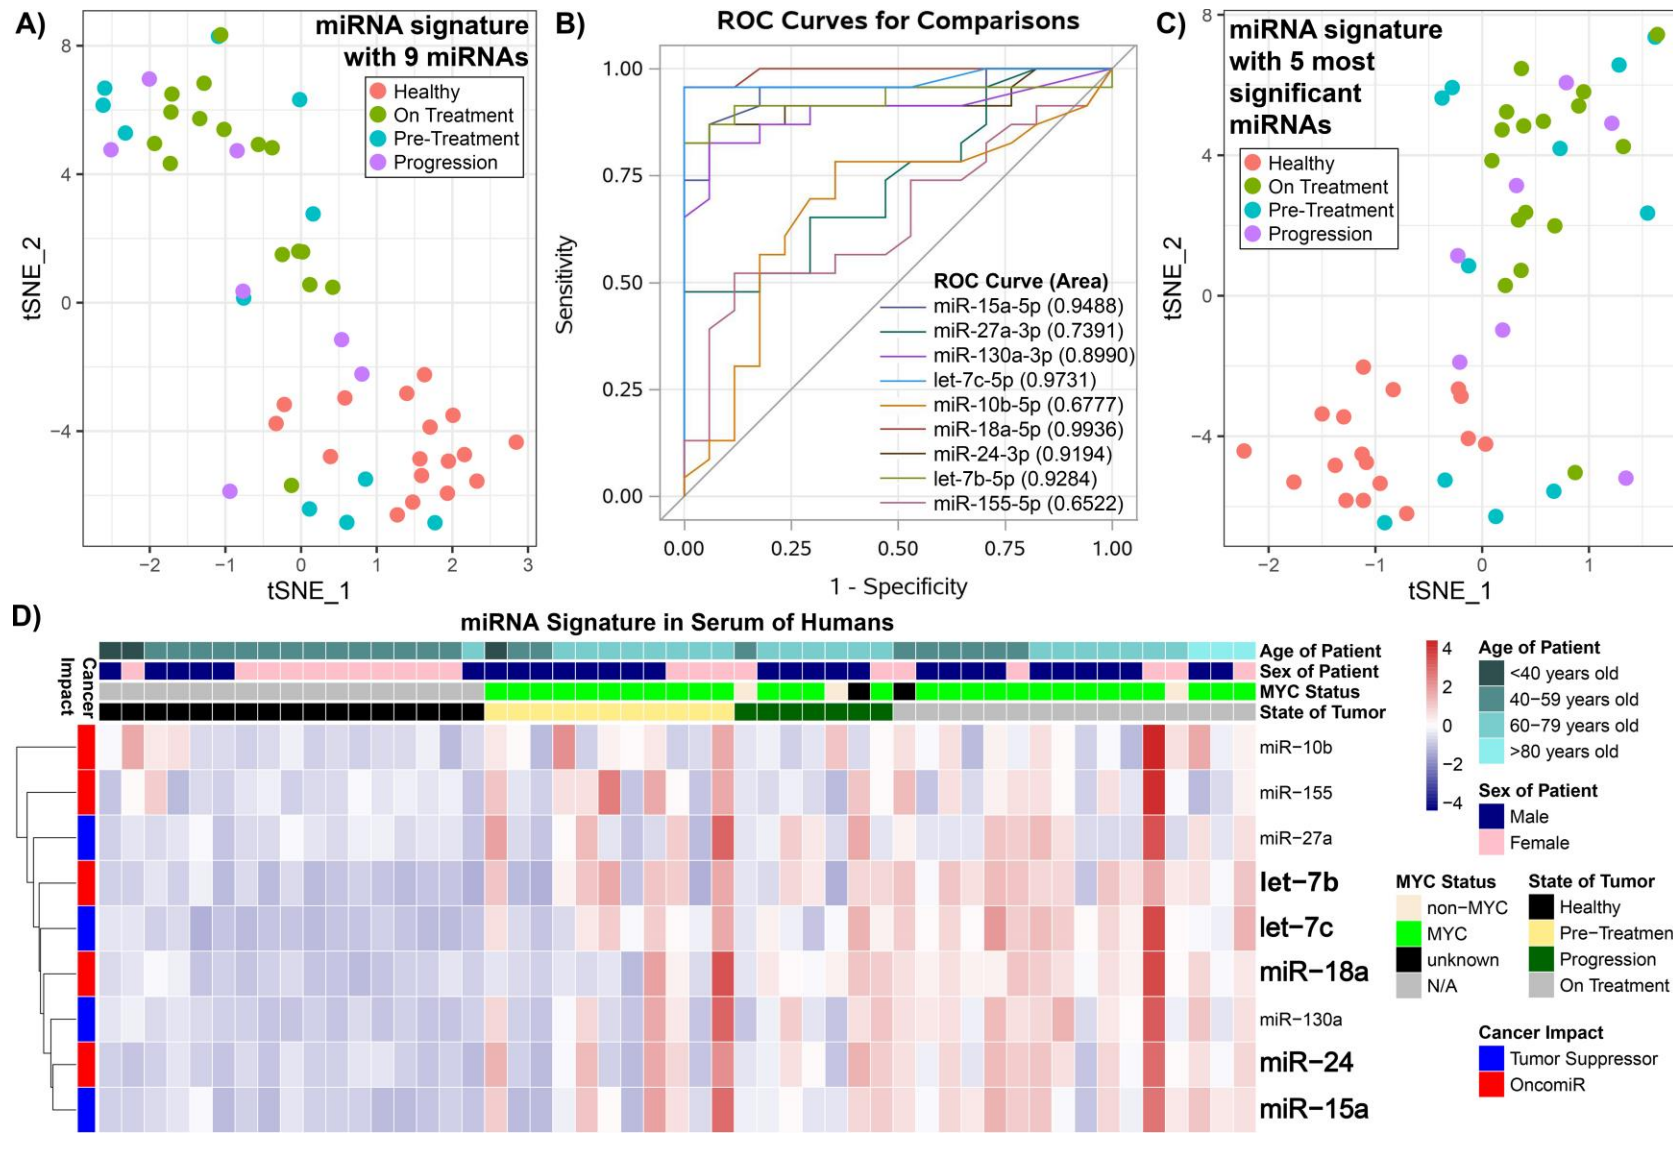 A)
miRNA signature
with 9 miRNAs
Healthy
On Treatment
Pre-Treatment
Progression
8
4
0
−4
tSNE_2
−2
−1
0
1
2
3
tSNE_1
B)
ROC Curves for Comparisons
1.00
0.75
0.50
0.25
0.00
Sensitivity
ROC Curve (Area)
miR-15a-5p (0.9488)
miR-27a-3p (0.7391)
miR-130a-3p (0.8990)
let-7c-5p (0.9731)
miR-10b-5p (0.6777)
miR-18a-5p (0.9936)
miR-24-3p (0.9194)
let-7b-5p (0.9284)
miR-155-5p (0.6522)
0.00
0.25
0.50
0.75
1.00
1 - Specificity
C)
miRNA signature
with 5 most
significant
miRNAs
Healthy
On Treatment
Pre-Treatment
Progression
8
4
0
−4
tSNE_2
−2
−1
0
1
tSNE_1
D)
miRNA Signature in Serum of Humans
Cancer
Impact
Age of Patient
Sex of Patient
MYC Status
State of Tumor
miR−10b
miR−155
miR−27a
let−7b
let−7c
miR−18a
miR−130a
miR−24
miR−15a
4
2
0
−2
−4
Age of Patient
<40 years old
40−59 years old
60−79 years old
>80 years old
Sex of Patient
Male
Female
MYC Status
non−MYC
MYC
unknown
N/A
State of Tumor
Healthy
Pre−Treatmen
Progression
On Treatment
Cancer Impact
Tumor Suppressor
OncomiR